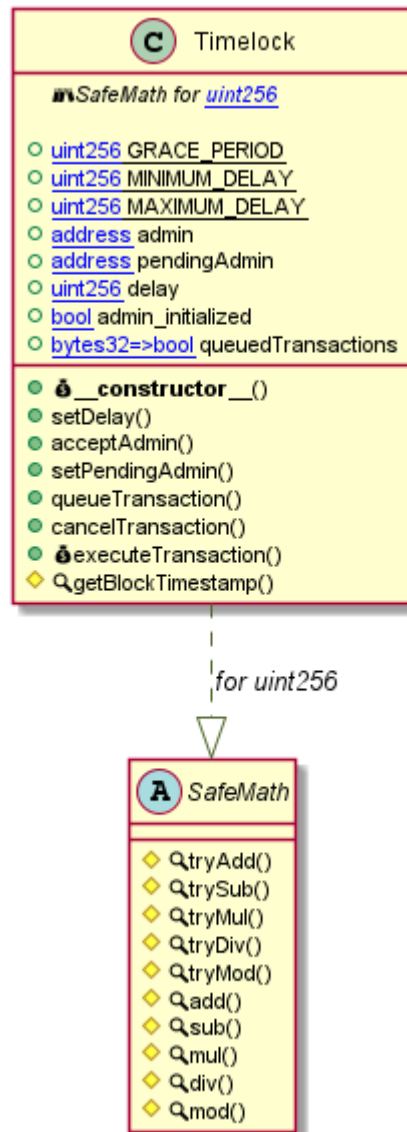 C Timelock
SafeMath for uint256
uint256 GRACE_PERIOD
uint256 MINIMUM_DELAY
uint256 MAXIMUM_DELAY
address admin
address pendingAdmin
uint256 delay
bool admin_initialized
bytes32=>bool queuedTransactions
__constructor__()
setDelay()
acceptAdmin()
setPendingAdmin()
queueTransaction()
cancelTransaction()
executeTransaction()
getBlockTimestamp()
for uint256
A SafeMath
tryAdd()
trySub()
tryMul()
tryDiv()
tryMod()
add()
sub()
mul()
div()
mod()